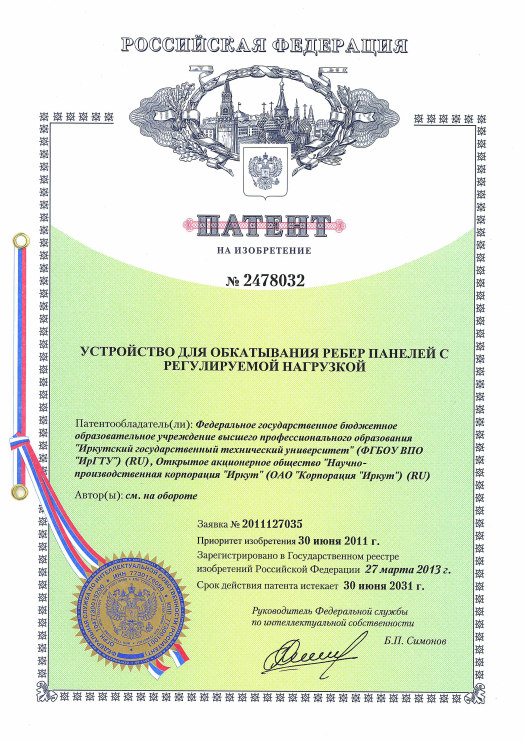 РОССИЙСКАЯ ФЕДЕРАЦИЯ
ПАТЕНТ
НА ИЗОБРЕТЕНИЕ
№ 2478032
УСТРОЙСТВО ДЛЯ ОБКАТЫВАНИЯ РЕБЕР ПАНЕЛЕЙ С
РЕГУЛИРУЕМОЙ НАГРУЗКОЙ
Патентообладатель(ли): Федеральное государственное бюджетное
образовательное учреждение высшего профессионального образования
"Иркутский государственный технический университет" (ФГБОУ ВПО
"ИрГТУ") (RU), Открытое акционерное общество "Научно-
производственная корпорация "Иркут" (ОАО "Корпорация "Иркут") (RU)
Автор(ы): см. на обороте
Заявка № 2011127035
Приоритет изобретения 30 июня 2011 г.
Зарегистрировано в Государственном реестре
изобретений Российской Федерации 27 марта 2013 г.
Срок действия патента истекает 30 июня 2031 г.
Руководитель Федеральной службы
по интеллектуальной собственности
Б.П. Симонов